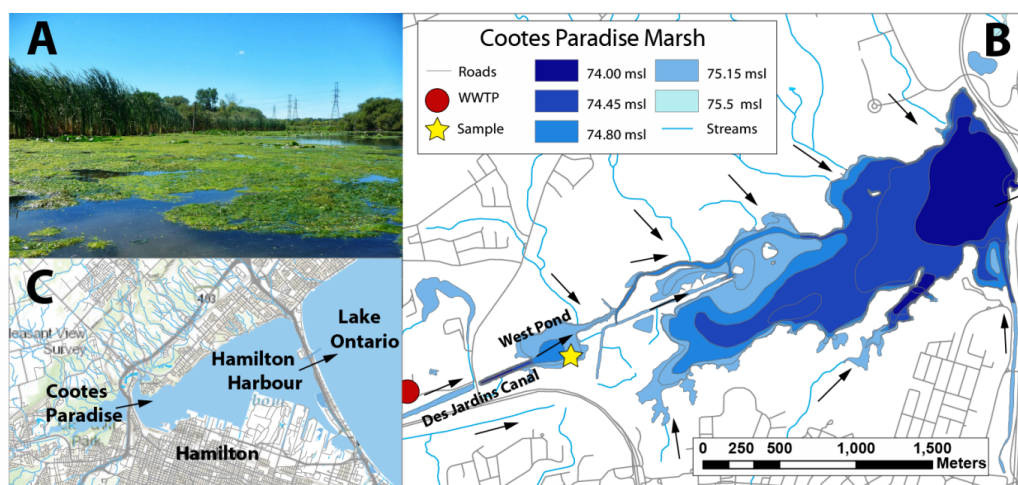 A
B
Cootes Paradise Marsh
Roads
WWTP
Sample
74.00 msl
74.45 msl
74.80 msl
75.15 msl
75.5 msl
Streams
West Pond
Des Jardins Canal
0 250 500 1,000 1,500
Meters
C
403
leasant View
Survey
Lake
Ontario
Hamilton
Harbour
Cootes
Paradise
Park
Hamilton